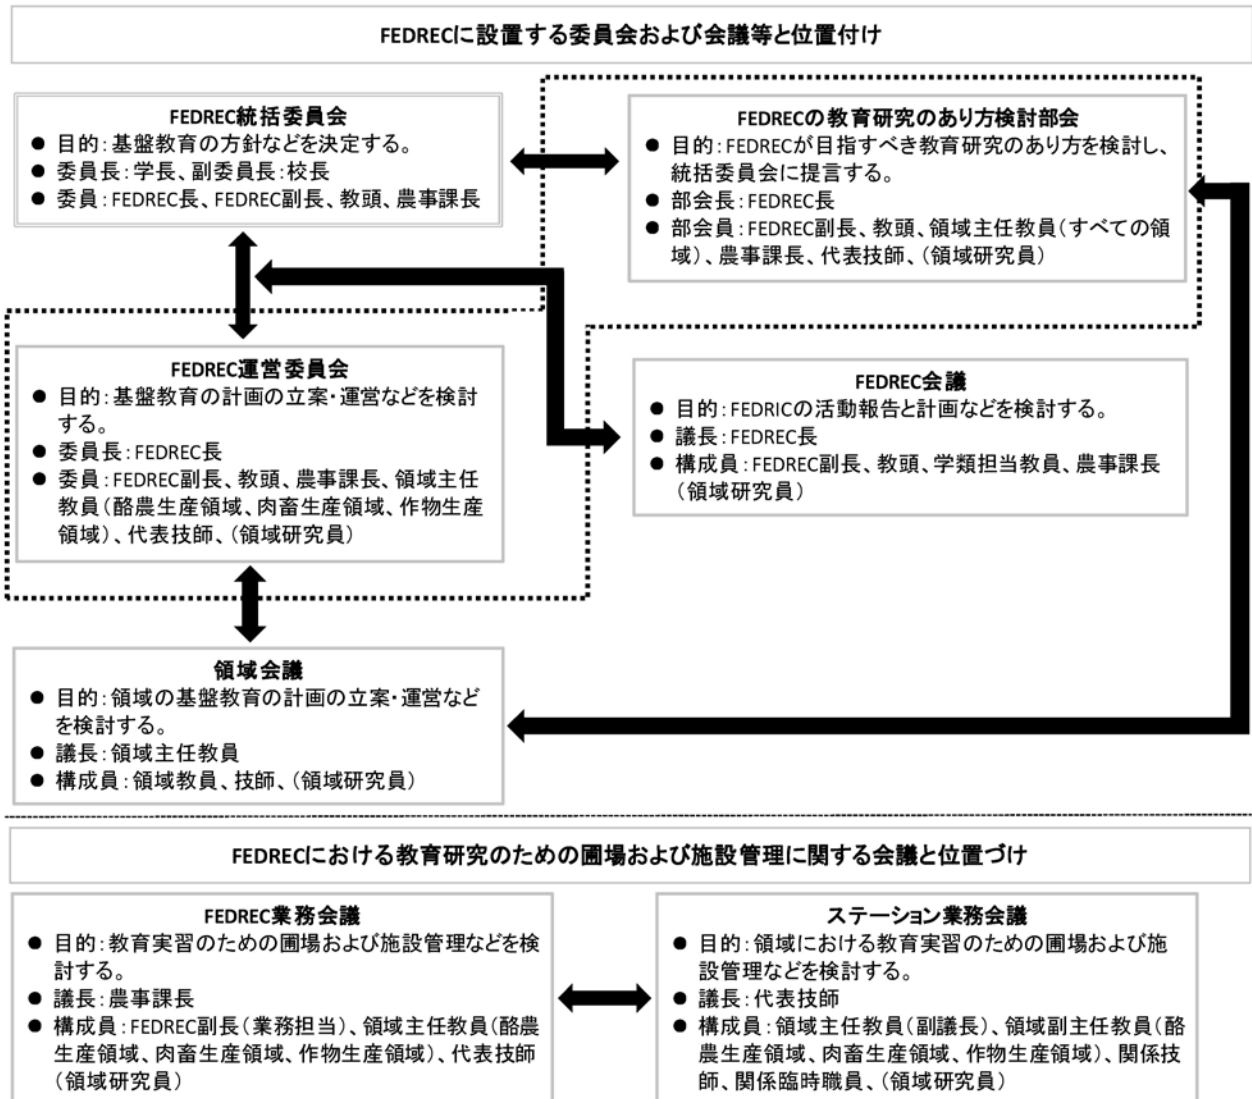 FEDRECに設置する委員会および会議等と位置付け
FEDREC統括委員会
● 目的：基盤教育の方針などを決定する。
● 委員長：学長、副委員長：校長
● 委員：FEDREC長、FEDREC副長、教頭、農事課長
FEDRECの教育研究のあり方検討部会
● 目的：FEDRECが目指すべき教育研究のあり方を検討し、
統括委員会に提言する。
● 部会長：FEDREC長
● 部会員：FEDREC副長、教頭、領域主任教員（すべての領
域）、農事課長、代表技師、（領域研究員）
FEDREC運営委員会
● 目的：基盤教育の計画の立案・運営などを検討
する。
● 委員長：FEDREC長
● 委員：FEDREC副長、教頭、農事課長、領域主任
教員（酪農生産領域、肉畜生産領域、作物生産
領域）、代表技師、（領域研究員）
FEDREC会議
● 目的：FEDRICの活動報告と計画などを検討する。
● 議長：FEDREC長
● 構成員：FEDREC副長、教頭、学類担当教員、農事課長
（領域研究員）
領域会議
● 目的：領域の基盤教育の計画の立案・運営など
を検討する。
● 議長：領域主任教員
● 構成員：領域教員、技師、（領域研究員）
FEDRECにおける教育研究のための圃場および施設管理に関する会議と位置づけ
FEDREC業務会議
● 目的：教育実習のための圃場および施設管理などを検
討する。
● 議長：農事課長
● 構成員：FEDREC副長（業務担当）、領域主任教員（酪農
生産領域、肉畜生産領域、作物生産領域）、代表技師
（領域研究員）
ステーション業務会議
● 目的：領域における教育実習のための圃場および施
設管理などを検討する。
● 議長：代表技師
● 構成員：領域主任教員（副議長）、領域副主任教員（酪
農生産領域、肉畜生産領域、作物生産領域）、関係技
師、関係臨時職員、（領域研究員）